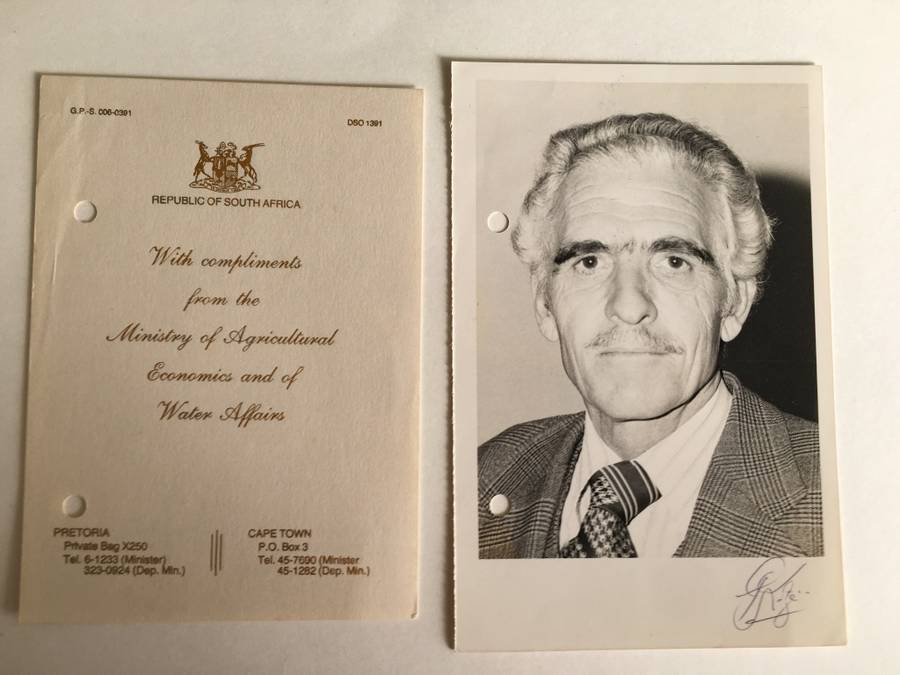 G.P.-S. 006-0391
DSO 1391
REPUBLIC OF SOUTH AFRICA
With compliments
from the
Ministry of Agricultural
Economics and of
Water Affairs
PRETORIA
Private Bag X250
Tel. 6-1233 (Minister)
323-0924 (Dep. Min.)
CAPE TOWN
P.O. Box 3
Tel. 45-7690 (Minister
45-1282 (Dep. Min.)